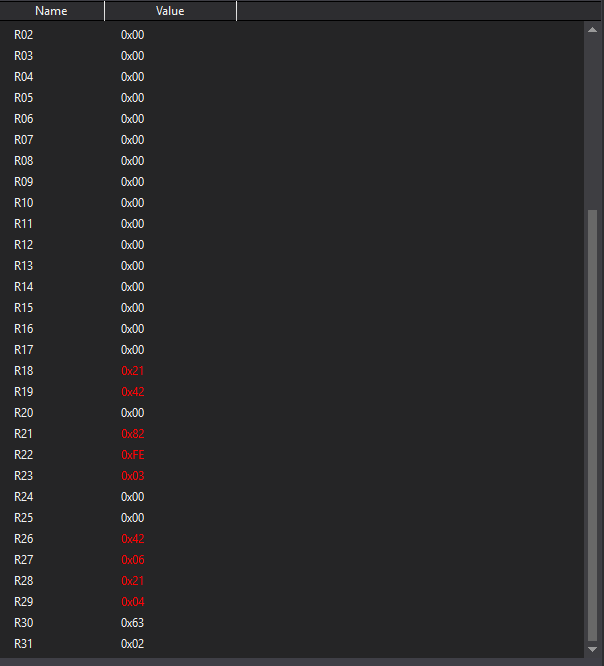 Name Value
R02 0x00
R03 0x00
R04 0x00
R05 0x00
R06 0x00
R07 0x00
R08 0x00
R09 0x00
R10 0x00
R11 0x00
R12 0x00
R13 0x00
R14 0x00
R15 0x00
R16 0x00
R17 0x00
R18 0x21
R19 0x42
R20 0x00
R21 0x82
R22 0xFE
R23 0x03
R24 0x00
R25 0x00
R26 0x42
R27 0x06
R28 0x21
R29 0x04
R30 0x63
R31 0x02